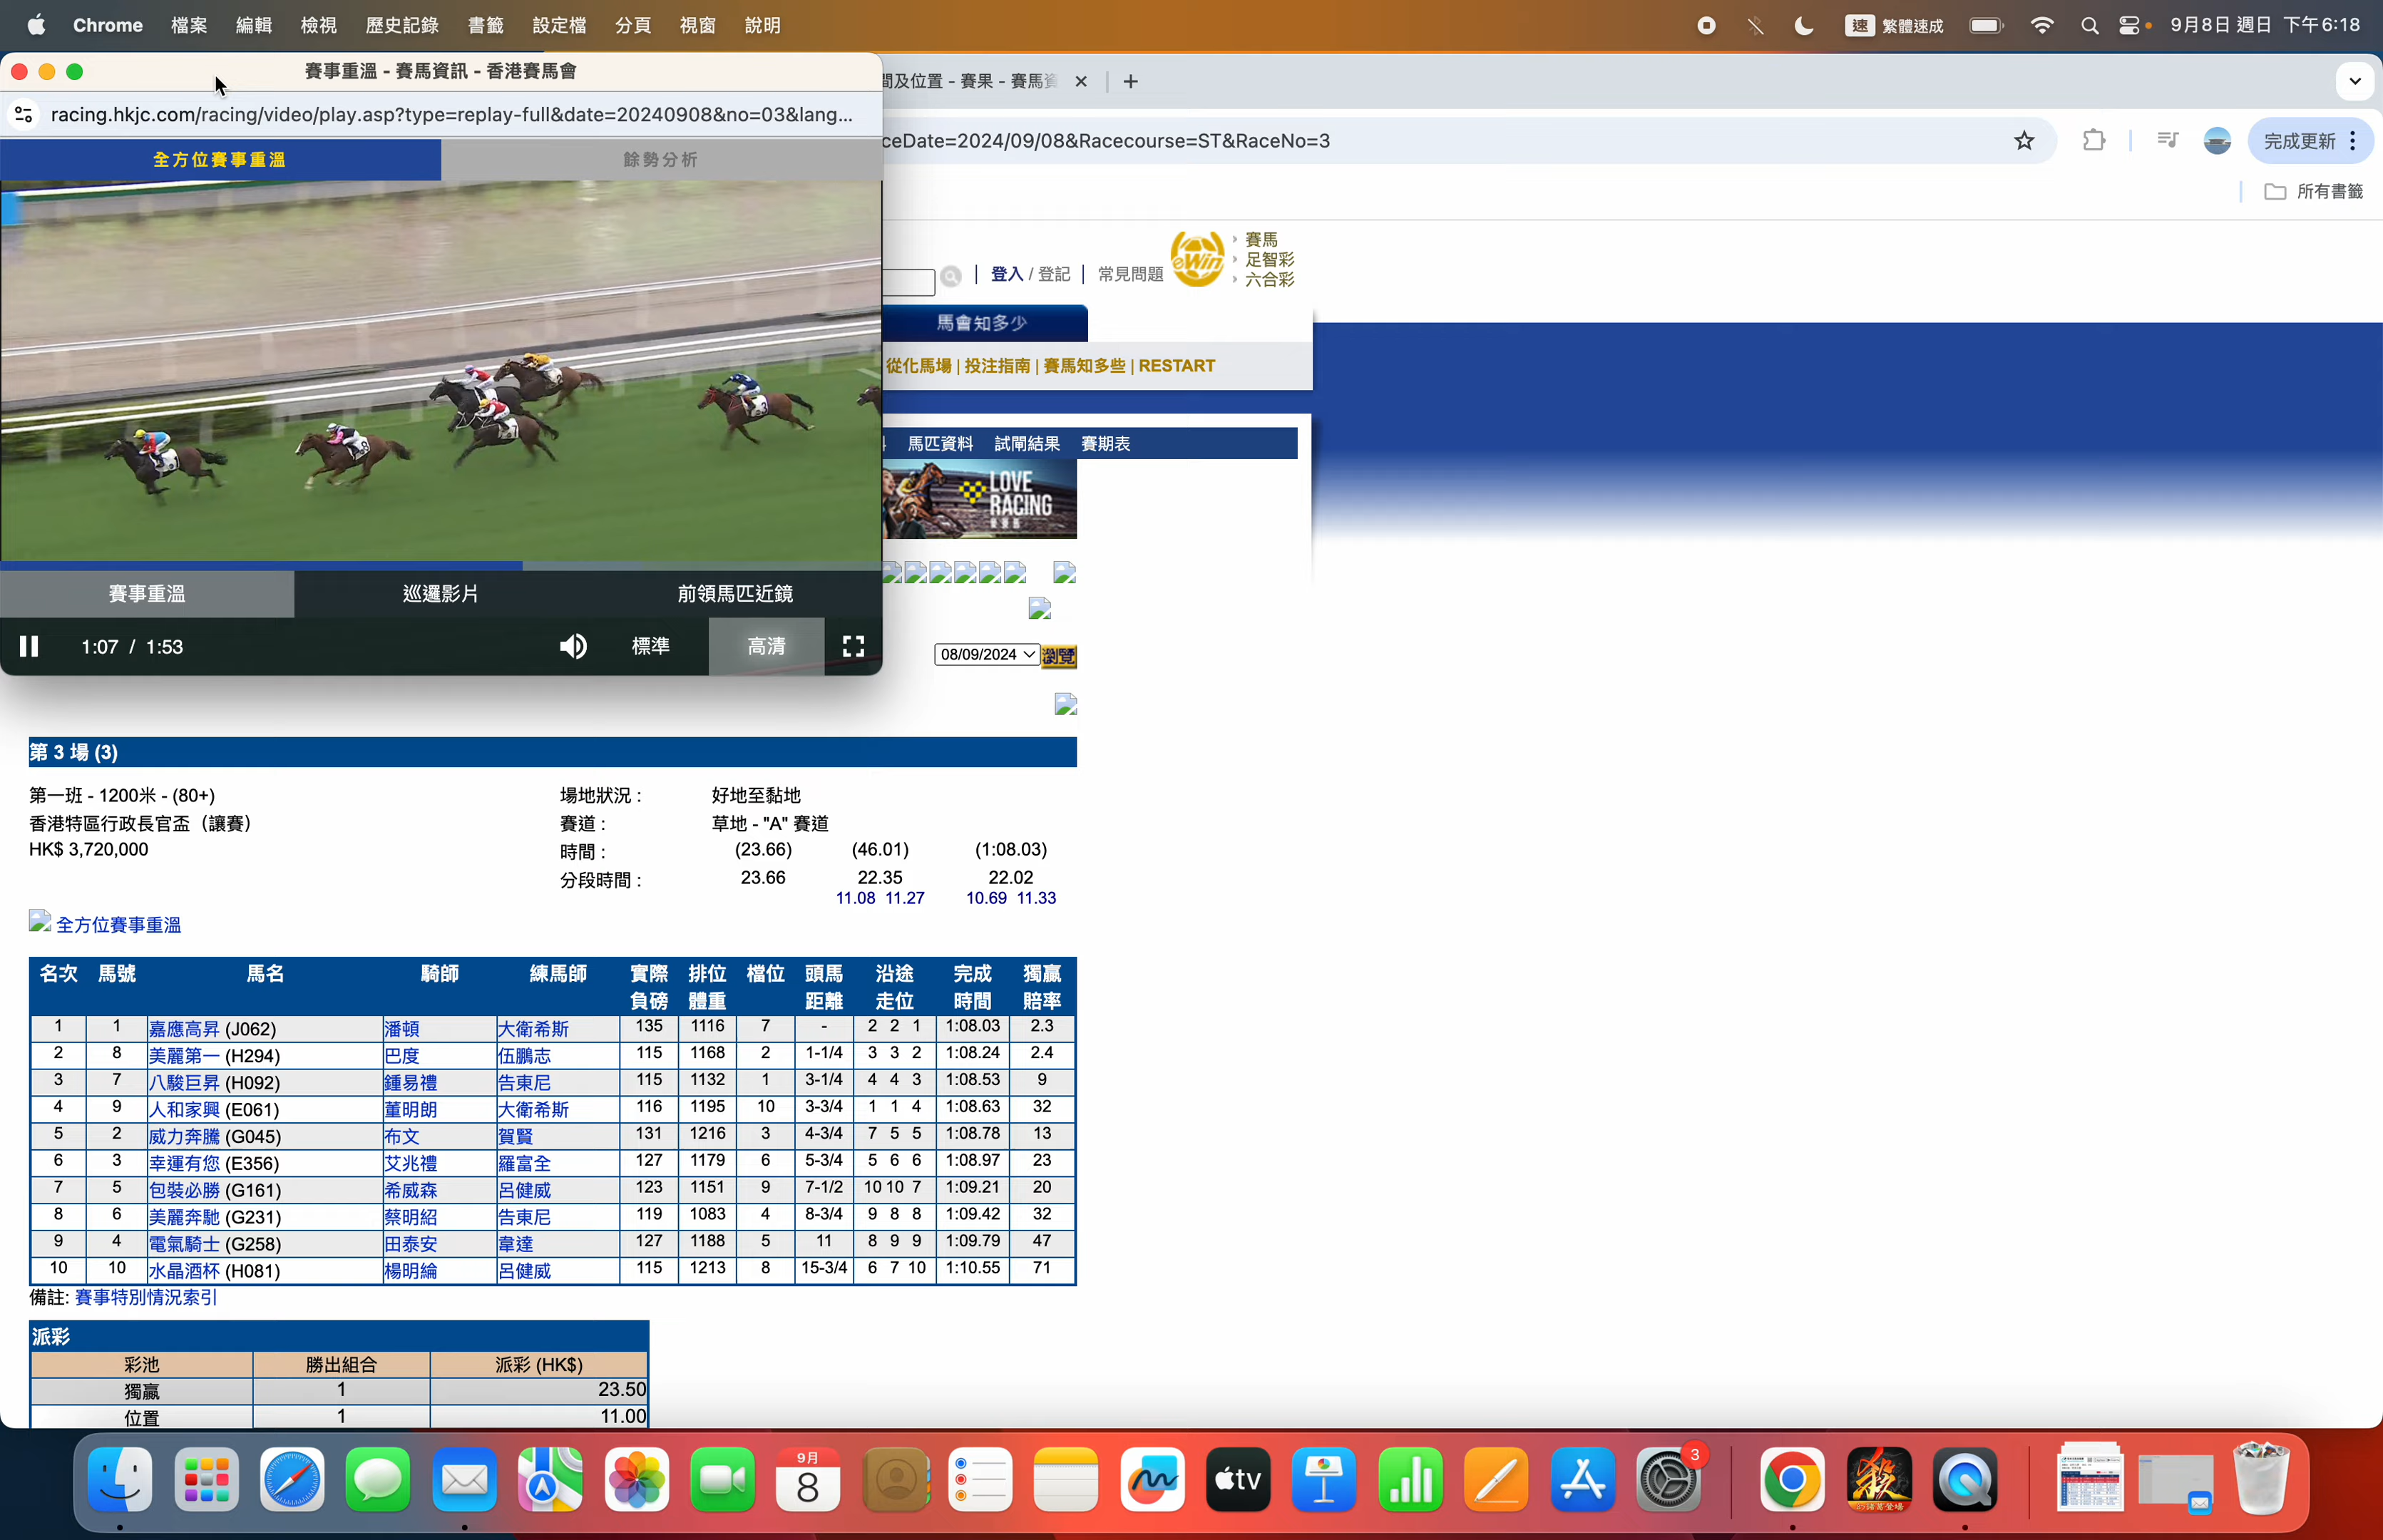 Chrome 檔案 編輯 檢視 歷史記錄 書籤 設定檔 分頁 視窗 說明 速 繁體速成 9月8日 週日 下午6:18
賽事重溫 - 賽馬資訊 - 香港賽馬會
間及位置 - 賽果 - 賽馬資
racing.hkjc.com/racing/video/play.asp?type=replay-full&date=20240908&no=03&lang...
ceDate=2024/09/08&Racecourse=ST&RaceNo=3
完成更新
全方位賽事重溫 餘勢分析
所有書籤
登入 / 登記 常見問題
eWin
賽馬
足智彩
六合彩
馬會知多少
從化馬場 | 投注指南 | 賽馬知多些 | RESTART
馬匹資料 試閘結果 賽期表
LOVE
RACING
賽事重溫 巡邏影片 前領馬匹近鏡
1:07 / 1:53 標準 高清
08/09/2024 瀏覽
第 3 場 (3)
第一班 - 1200米 - (80+) 場地狀況 : 好地至黏地
香港特區行政長官盃（讓賽） 賽道 : 草地 - "A" 賽道
HK$ 3,720,000 時間 : (23.66) (46.01) (1:08.03)
分段時間 : 23.66 22.35 22.02
11.08 11.27 10.69 11.33
全方位賽事重溫
名次 馬號 馬名 騎師 練馬師 實際負磅 排位體重 檔位 頭馬距離 沿途走位 完成時間 獨贏賠率
1 1 嘉應高昇 (J062) 潘頓 大衛希斯 135 1116 7 - 2 2 1 1:08.03 2.3
2 8 美麗第一 (H294) 巴度 伍鵬志 115 1168 2 1-1/4 3 3 2 1:08.24 2.4
3 7 八駿巨昇 (H092) 鍾易禮 告東尼 115 1132 1 3-1/4 4 4 3 1:08.53 9
4 9 人和家興 (E061) 董明朗 大衛希斯 116 1195 10 3-3/4 1 1 4 1:08.63 32
5 2 威力奔騰 (G045) 布文 賀賢 131 1216 3 4-3/4 7 5 5 1:08.78 13
6 3 幸運有您 (E356) 艾兆禮 羅富全 127 1179 6 5-3/4 5 6 6 1:08.97 23
7 5 包裝必勝 (G161) 希威森 呂健威 123 1151 9 7-1/2 10 10 7 1:09.21 20
8 6 美麗奔馳 (G231) 蔡明紹 告東尼 119 1083 4 8-3/4 9 8 8 1:09.42 32
9 4 電氣騎士 (G258) 田泰安 韋達 127 1188 5 11 8 9 9 1:09.79 47
10 10 水晶酒杯 (H081) 楊明綸 呂健威 115 1213 8 15-3/4 6 7 10 1:10.55 71
備註: 賽事特別情況索引
派彩
彩池 勝出組合 派彩 (HK$)
獨贏 1 23.50
位置 1 11.00
9月
8
tv
3
殺